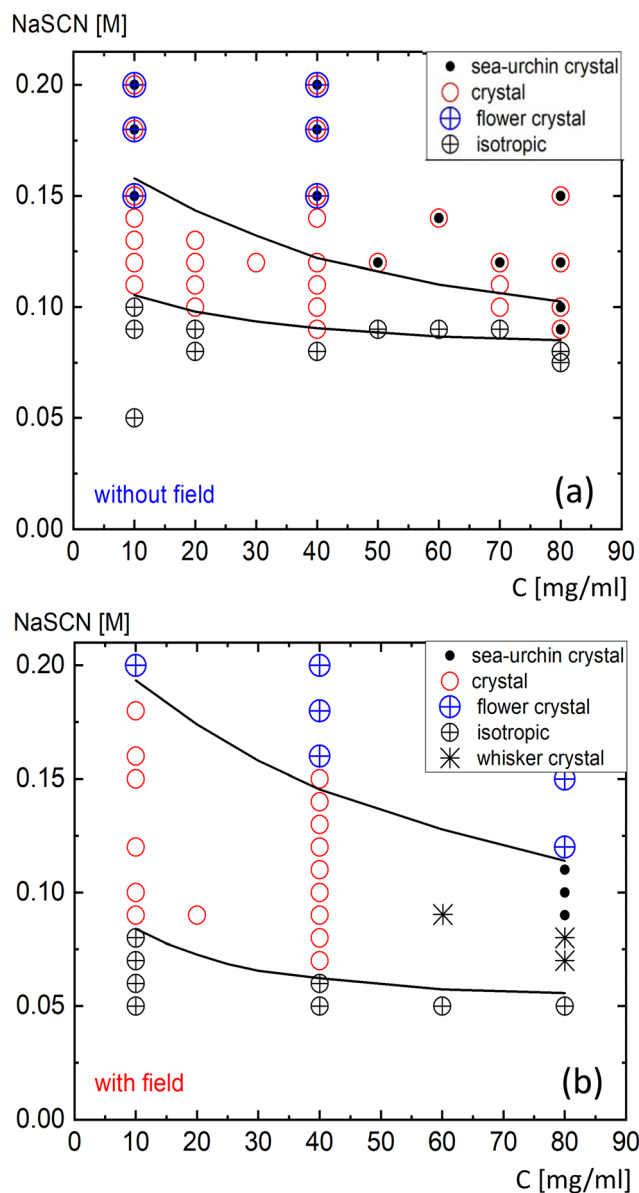 NaSCN [M]
0.20
0.15
0.10
0.05
0.00
sea-urchin crystal
crystal
flower crystal
isotropic
without field
(a)
0 10 20 30 40 50 60 70 80 90
C [mg/ml]
NaSCN [M]
0.20
0.15
0.10
0.05
0.00
sea-urchin crystal
crystal
flower crystal
isotropic
whisker crystal
with field
(b)
0 10 20 30 40 50 60 70 80 90
C [mg/ml]